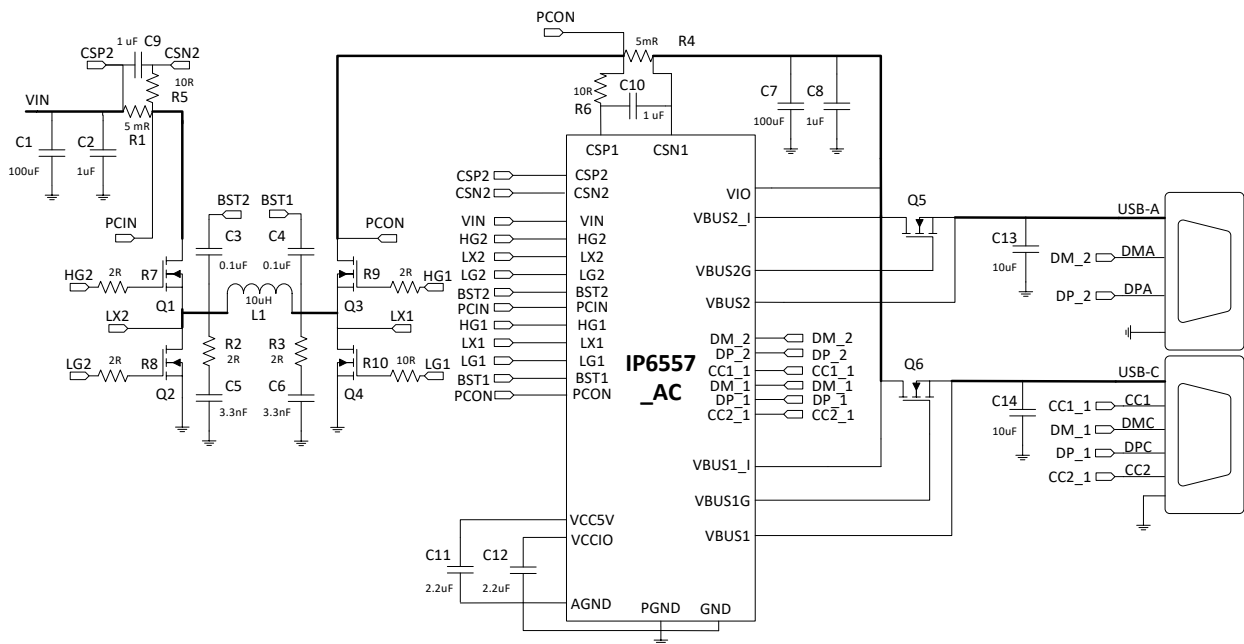 PCON
1 uF
C9
CSP2
CSN2
10R
R5
VIN
5 mR
R1
C1
100uF
C2
1uF
5mR
R4
10R
R6
C10
1 uF
C7
100uF
C8
1uF
CSP1
CSN1
PCIN
BST2
BST1
C3
0.1uF
C4
0.1uF
PCON
HG2
2R
R7
Q1
10uH
L1
R9
2R
HG1
Q3
LX2
LX1
LG2
2R
R8
Q2
R2
2R
R3
2R
R10
10R
LG1
Q4
C5
3.3nF
C6
3.3nF
CSP2 CSP2
CSN2 CSN2
VIN VIN
HG2 HG2
LX2 LX2
LG2 LG2
BST2 BST2
PCIN PCIN
HG1 HG1
LX1 LX1
LG1 LG1
BST1 BST1
PCON PCON
IP6557
_AC
VIO
VBUS2_I
VBUS2G
VBUS2
DM_2 DM_2
DP_2 DP_2
CC1_1 CC1_1
DM_1 DM_1
DP_1 DP_1
CC2_1 CC2_1
VBUS1_I
VBUS1G
VBUS1
Q5
USB-A
C13
10uF
DM_2 DMA
DP_2 DPA
Q6
USB-C
C14
10uF
CC1_1 CC1
DM_1 DMC
DP_1 DPC
CC2_1 CC2
VCC5V
VCCIO
C11
2.2uF
C12
2.2uF
AGND
PGND
GND